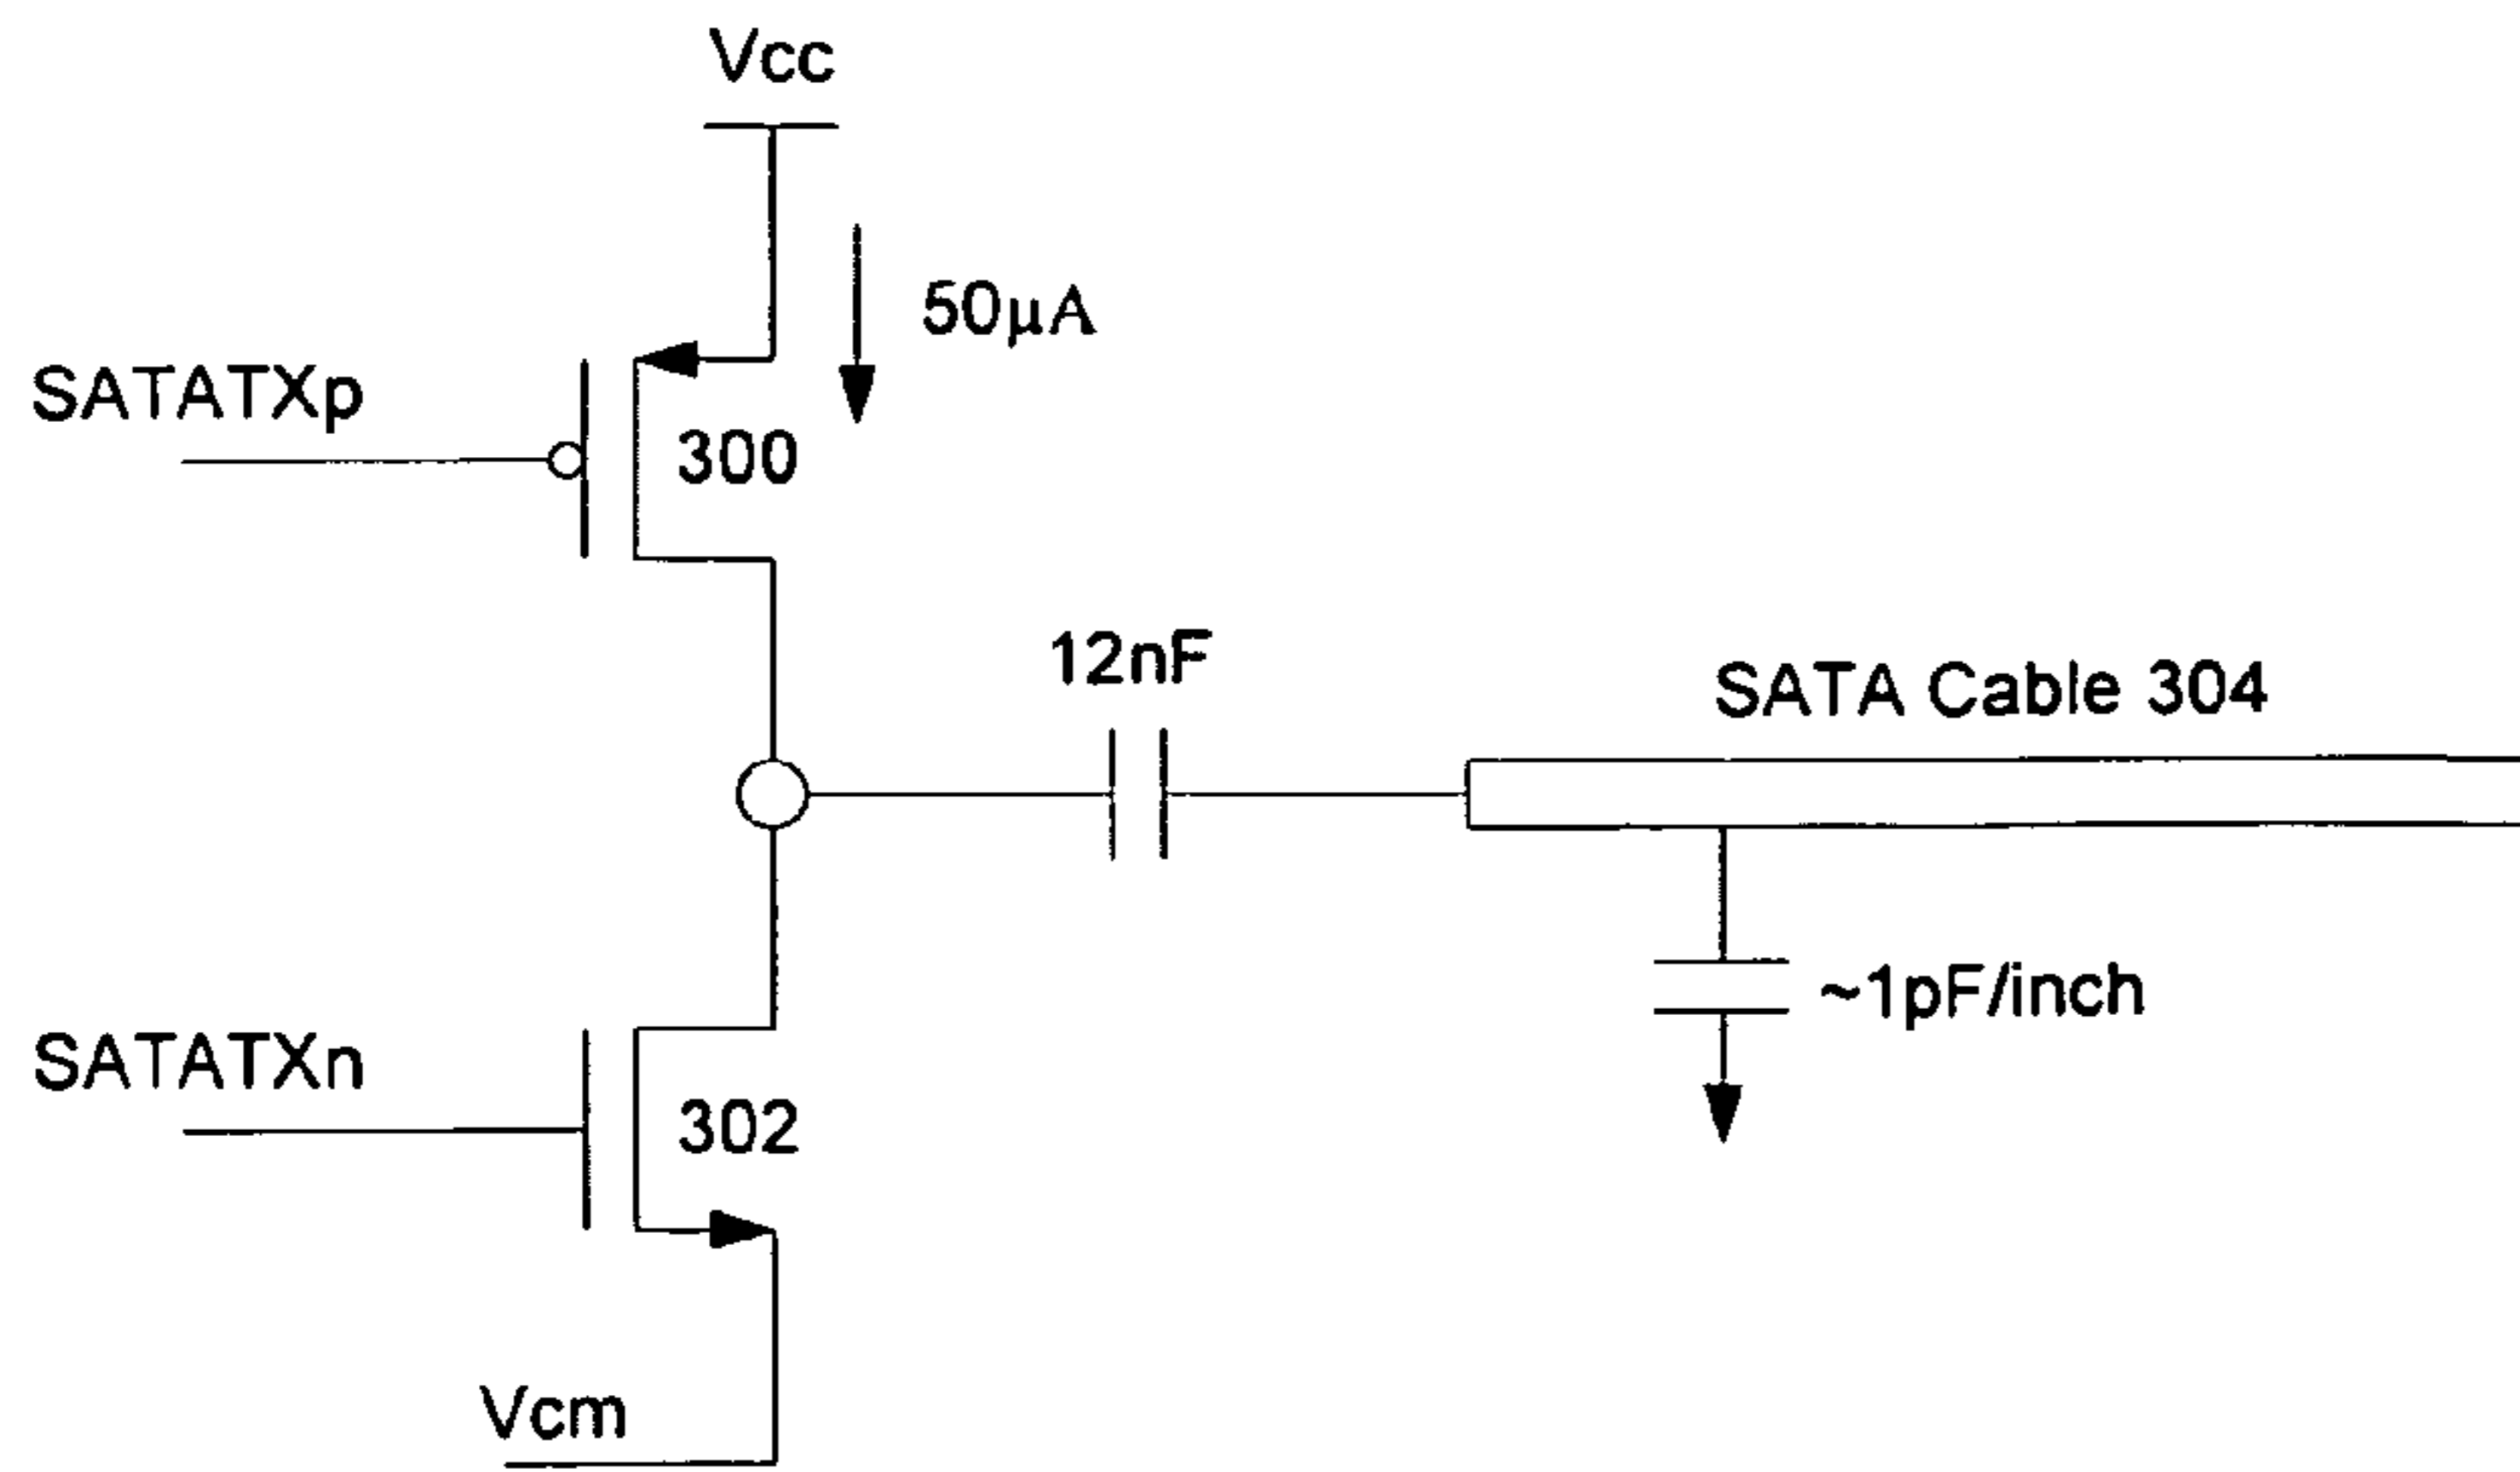 Vcc
50µA
SATATXp
300
12nF
SATA Cable 304
~1pF/inch
SATATXn
302
Vcm